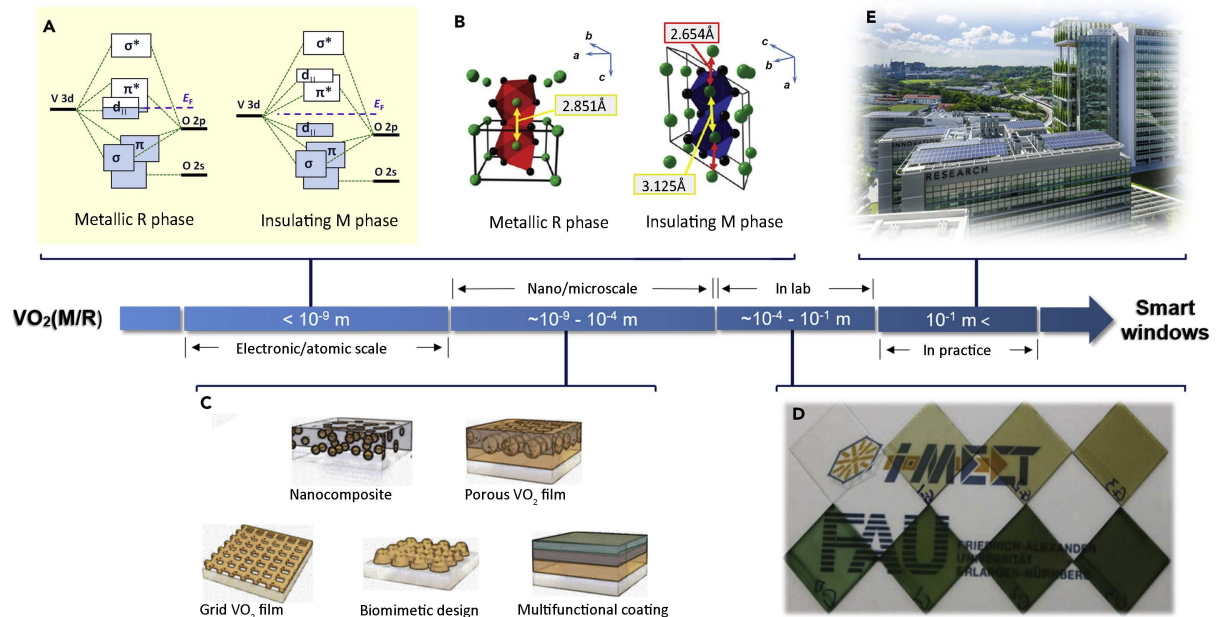 A
σ*
σ*
π*
d||
d||
π*
V 3d
EF
V 3d
EF
d||
O 2p
O 2p
π
σ
π
σ
O 2s
O 2s
Metallic R phase
Insulating M phase
B
b
a
c
2.851Å
2.654Å
c
b
a
3.125Å
Metallic R phase
Insulating M phase
E
INNOVATION
RESEARCH
VO₂(M/R)
< 10⁻⁹ m
Electronic/atomic scale
Nano/microscale
~10⁻⁹ - 10⁻⁴ m
In lab
~10⁻⁴ - 10⁻¹ m
10⁻¹ m <
In practice
Smart
windows
C
Nanocomposite
Porous VO₂ film
Grid VO₂ film
Biomimetic design
Multifunctional coating
D
i-MEET
FAU
FRIEDRICH-ALEXANDER
UNIVERSITÄT
ERLANGEN-NÜRNBERG